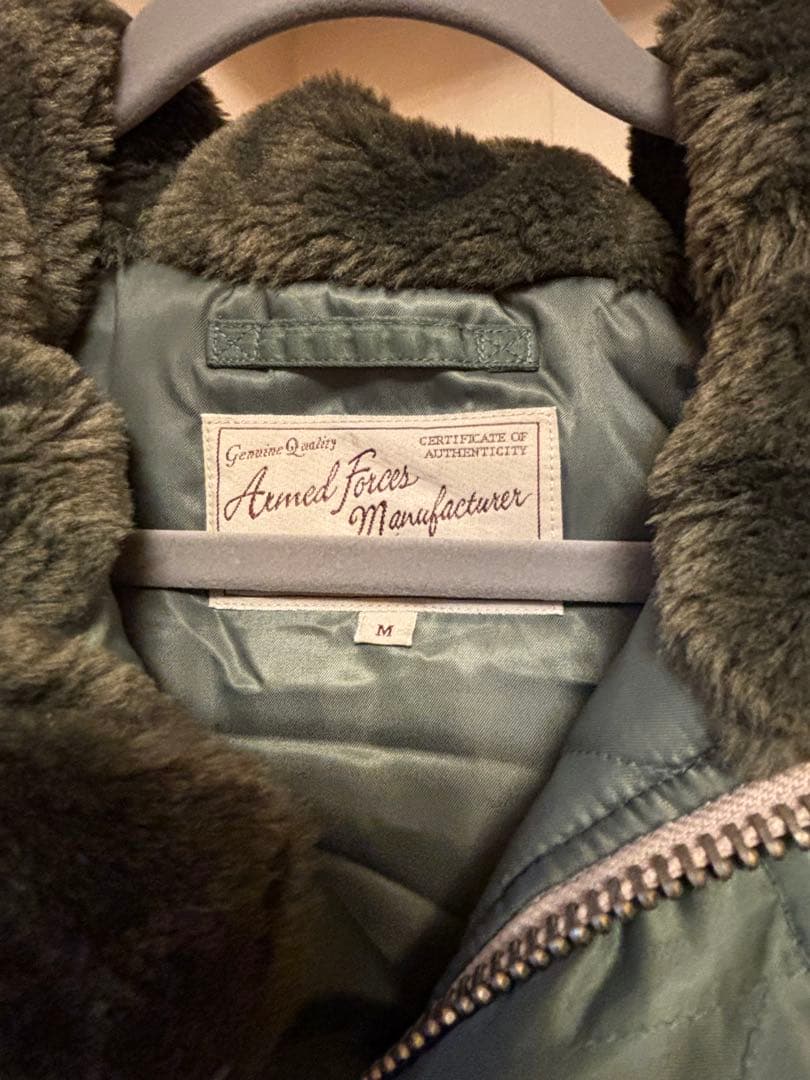 Genuine Quality
CERTIFICATE OF
AUTHENTICITY
Armed Forces
Manufacturer
M